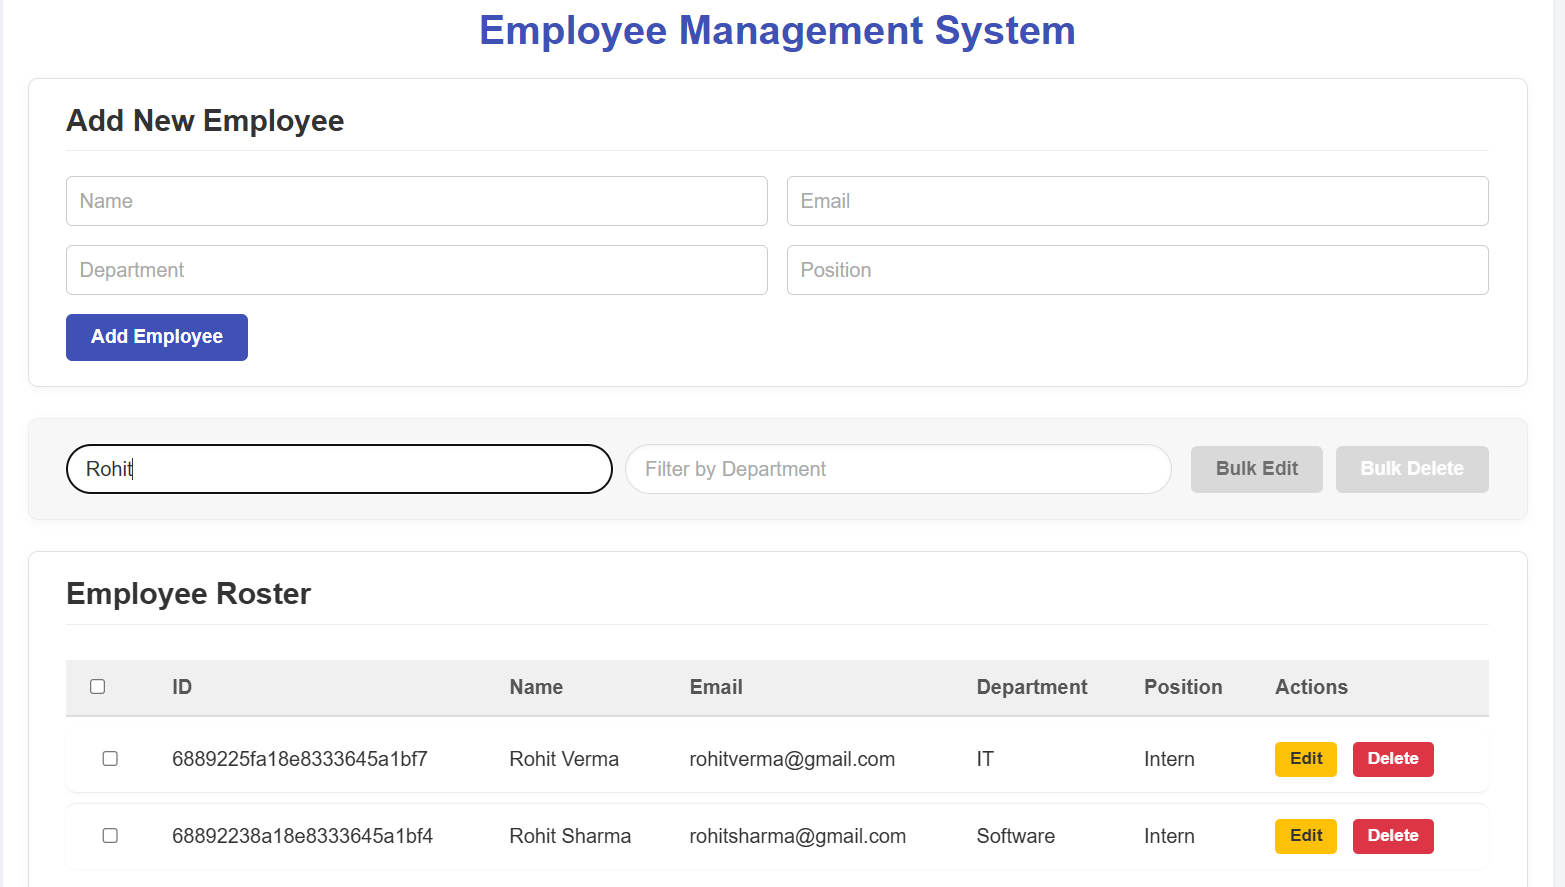 Employee Management System
Add New Employee
Name Email
Department Position
Add Employee
Rohit Filter by Department Bulk Edit Bulk Delete
Employee Roster
ID Name Email Department Position Actions
6889225fa18e8333645a1bf7 Rohit Verma rohitverma@gmail.com IT Intern Edit Delete
68892238a18e8333645a1bf4 Rohit Sharma rohitsharma@gmail.com Software Intern Edit Delete